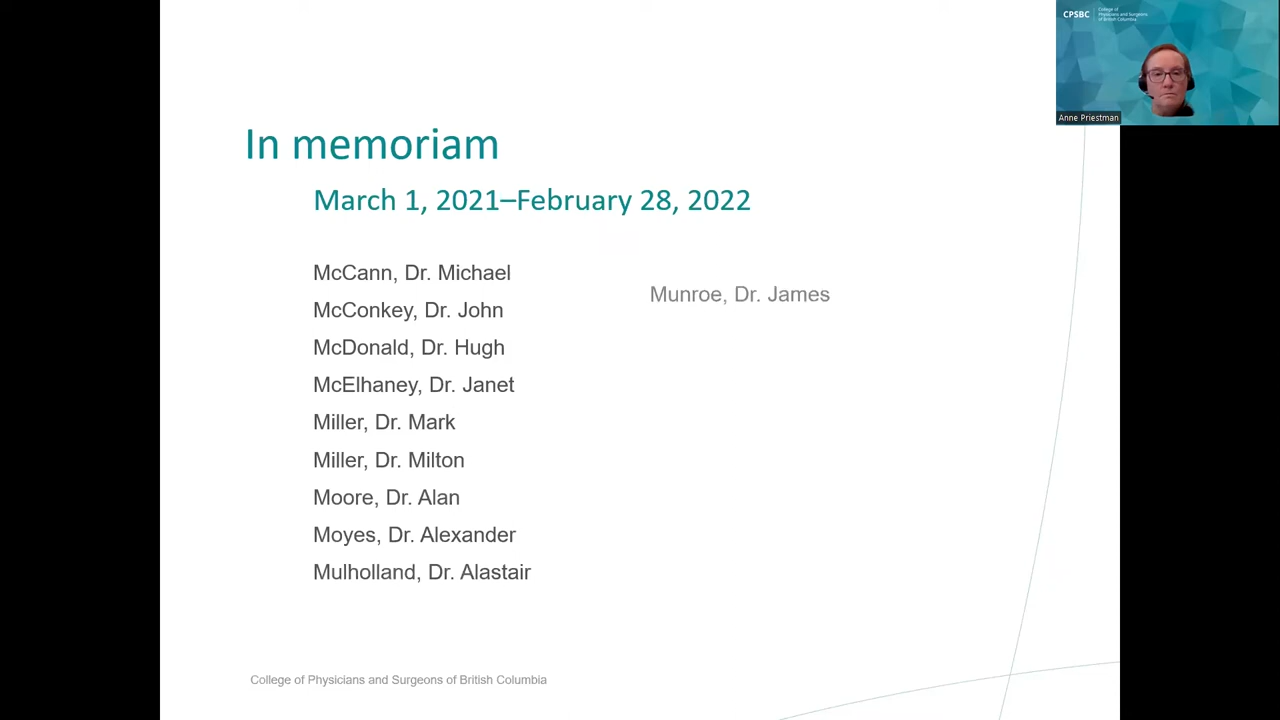 In memoriam
March 1, 2021–February 28, 2022
McCann, Dr. Michael
McConkey, Dr. John
McDonald, Dr. Hugh
McElhaney, Dr. Janet
Miller, Dr. Mark
Miller, Dr. Milton
Moore, Dr. Alan
Moyes, Dr. Alexander
Mulholland, Dr. Alastair
Munroe, Dr. James
College of Physicians and Surgeons of British Columbia
CPSBC
College of
Physicians and Surgeons
of British Columbia
Anne Priestman